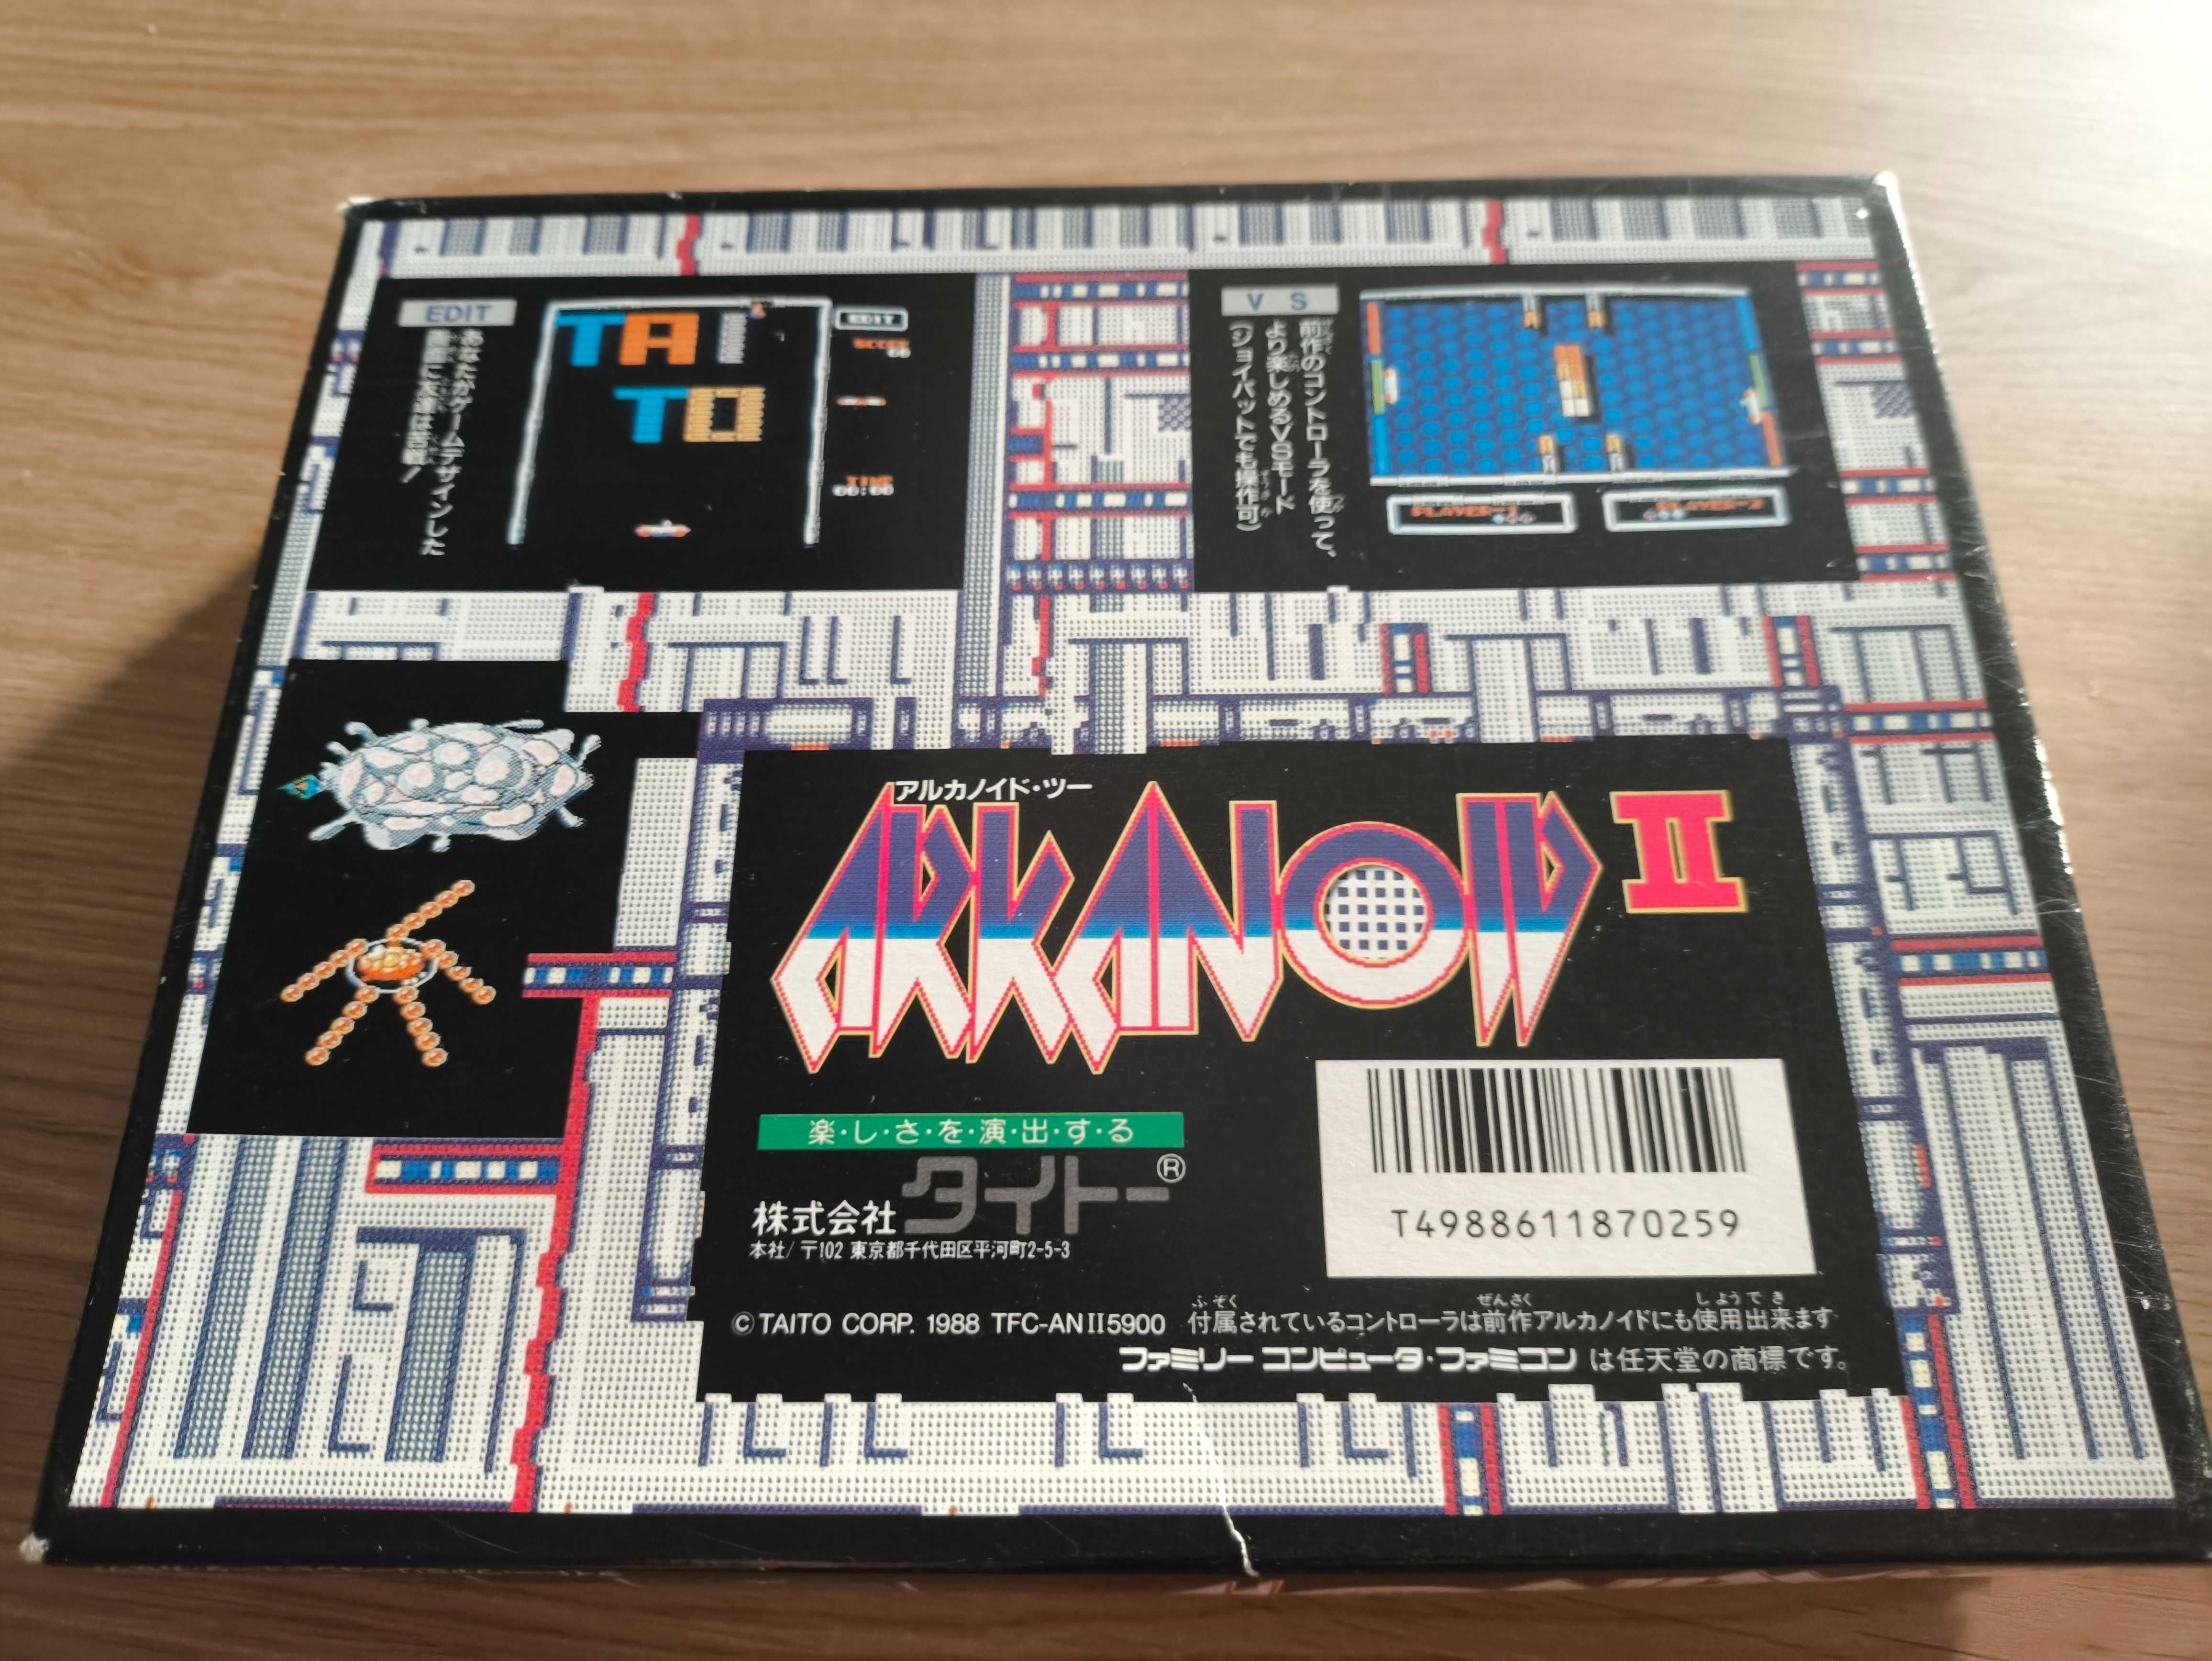 EDIT
あなたがゲームデザインした
画面に友達は苦戦!
TAI
TO
EDIT
SCORE
00
TIME
00:00
VS
前作のコントローラを使って、
より楽しめるVSモード
(ジョイパットでも操作可)
PLAYER-1
PLAYER-2
アルカノイド・ツー
ARKANOID II
楽・し・さ・を・演・出・す・る
株式会社タイトー®
本社/〒102 東京都千代田区平河町2-5-3
T4988611870259
©TAITO CORP. 1988 TFC-ANII5900 付属されているコントローラは前作アルカノイドにも使用出来ます
ファミリーコンピュータ・ファミコンは任天堂の商標です。